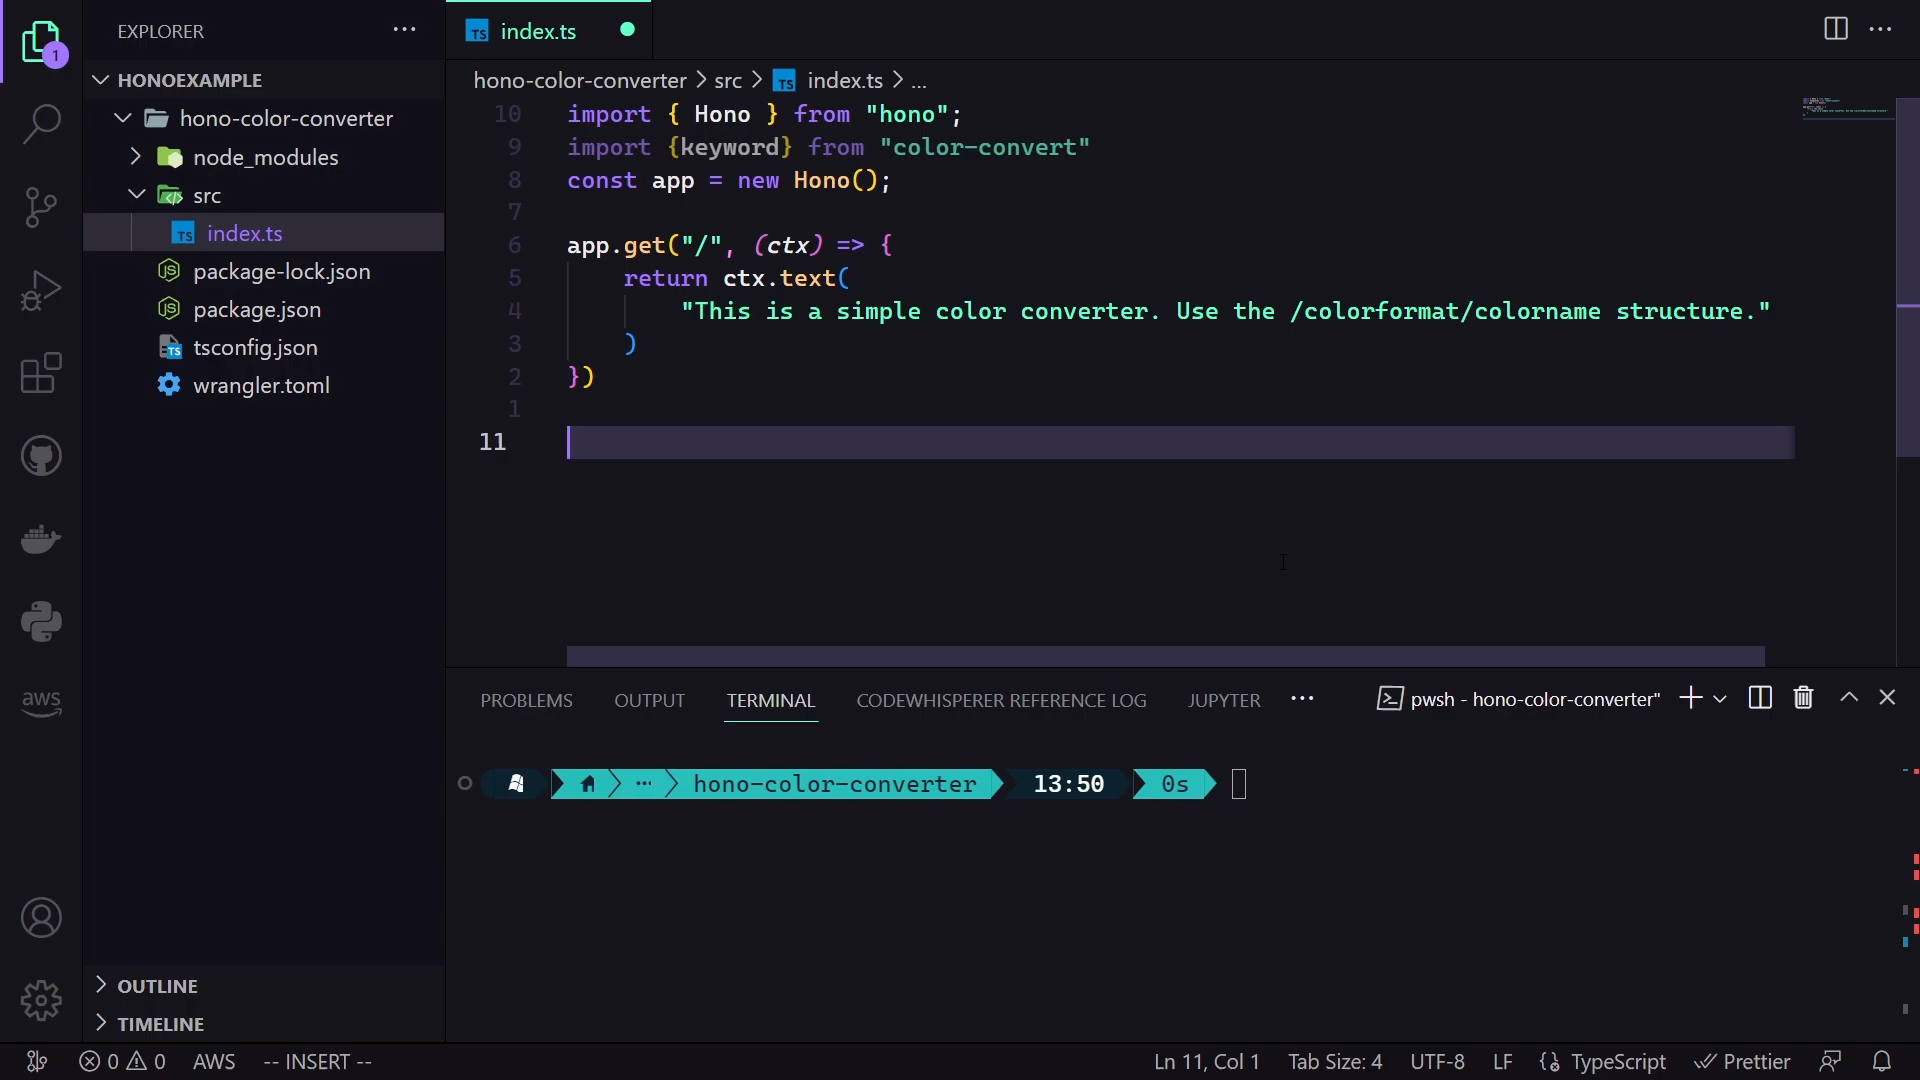 EXPLORER
1
HONOEXAMPLE
hono-color-converter
node_modules
src
TS index.ts
package-lock.json
package.json
tsconfig.json
wrangler.toml
OUTLINE
TIMELINE
aws
TS index.ts
hono-color-converter > src > TS index.ts > ...
10 import { Hono } from "hono";
9 import {keyword} from "color-convert"
8 const app = new Hono();
7
6 app.get("/", (ctx) => {
5 return ctx.text(
4 "This is a simple color converter. Use the /colorformat/colorname structure."
3 )
2 })
1
11
PROBLEMS OUTPUT TERMINAL CODEWHISPERER REFERENCE LOG JUPYTER ... pwsh - hono-color-converter"
... hono-color-converter 13:50 0s
0 0 AWS -- INSERT -- Ln 11, Col 1 Tab Size: 4 UTF-8 LF TypeScript Prettier